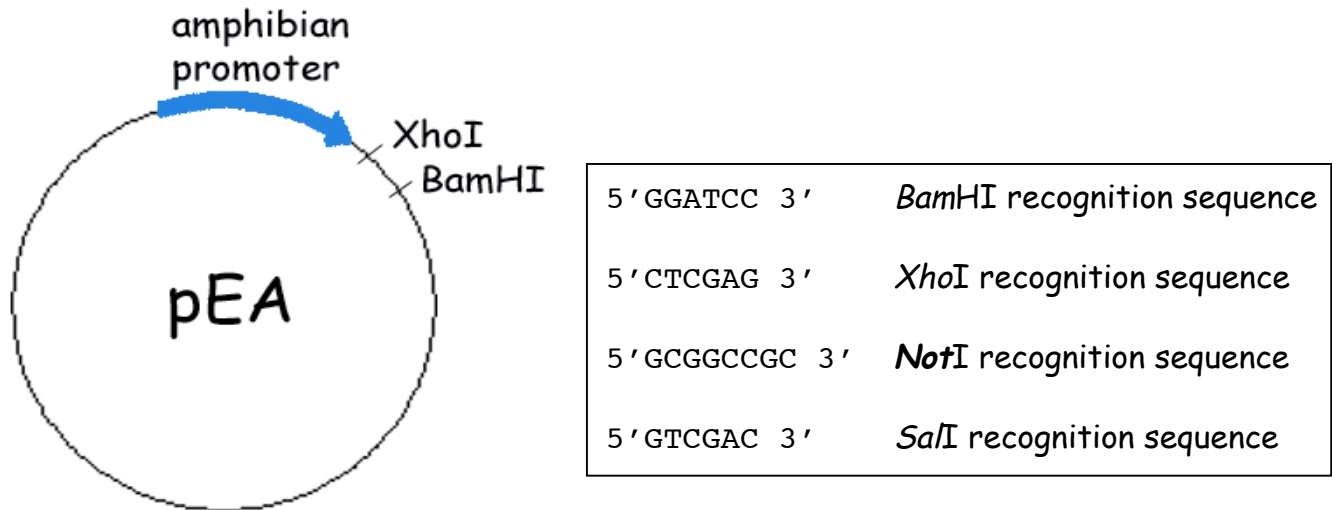 amphibian
promoter
XhoI
BamHI
pEA
5'GGATCC 3' BamHI recognition sequence
5'CTCGAG 3' XhoI recognition sequence
5'GCGGCCGC 3' NotI recognition sequence
5'GTCGAC 3' SalI recognition sequence